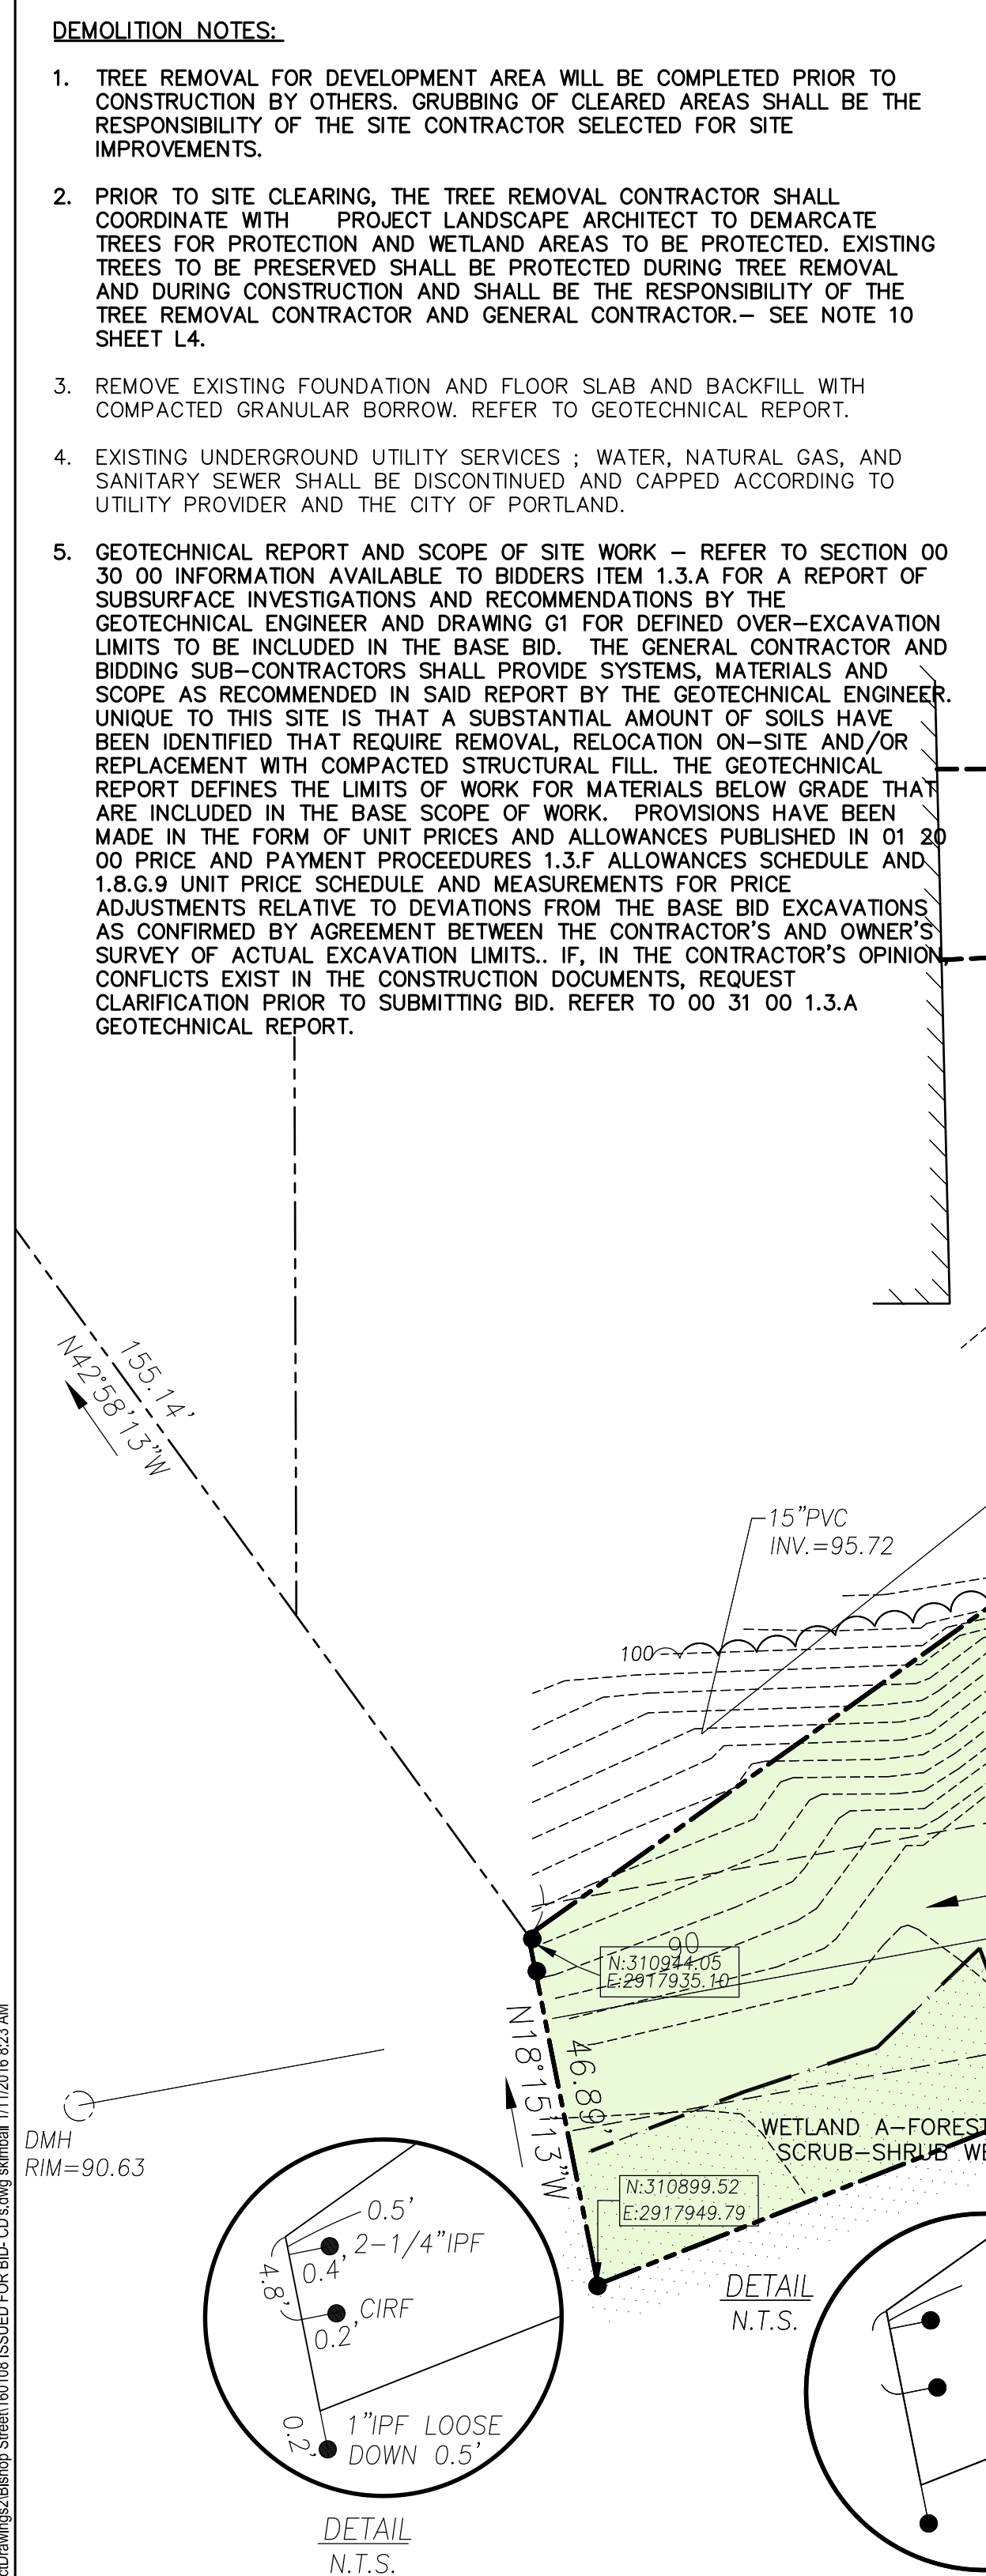 DEMOLITION NOTES:
1. TREE REMOVAL FOR DEVELOPMENT AREA WILL BE COMPLETED PRIOR TO
CONSTRUCTION BY OTHERS. GRUBBING OF CLEARED AREAS SHALL BE THE
RESPONSIBILITY OF THE SITE CONTRACTOR SELECTED FOR SITE
IMPROVEMENTS.
2. PRIOR TO SITE CLEARING, THE TREE REMOVAL CONTRACTOR SHALL
COORDINATE WITH PROJECT LANDSCAPE ARCHITECT TO DEMARCATE
TREES FOR PROTECTION AND WETLAND AREAS TO BE PROTECTED. EXISTING
TREES TO BE PRESERVED SHALL BE PROTECTED DURING TREE REMOVAL
AND DURING CONSTRUCTION AND SHALL BE THE RESPONSIBILITY OF THE
TREE REMOVAL CONTRACTOR AND GENERAL CONTRACTOR.– SEE NOTE 10
SHEET L4.
3. REMOVE EXISTING FOUNDATION AND FLOOR SLAB AND BACKFILL WITH
COMPACTED GRANULAR BORROW. REFER TO GEOTECHNICAL REPORT.
4. EXISTING UNDERGROUND UTILITY SERVICES ; WATER, NATURAL GAS, AND
SANITARY SEWER SHALL BE DISCONTINUED AND CAPPED ACCORDING TO
UTILITY PROVIDER AND THE CITY OF PORTLAND.
5. GEOTECHNICAL REPORT AND SCOPE OF SITE WORK – REFER TO SECTION 00
30 00 INFORMATION AVAILABLE TO BIDDERS ITEM 1.3.A FOR A REPORT OF
SUBSURFACE INVESTIGATIONS AND RECOMMENDATIONS BY THE
GEOTECHNICAL ENGINEER AND DRAWING G1 FOR DEFINED OVER–EXCAVATION
LIMITS TO BE INCLUDED IN THE BASE BID. THE GENERAL CONTRACTOR AND
BIDDING SUB–CONTRACTORS SHALL PROVIDE SYSTEMS, MATERIALS AND
SCOPE AS RECOMMENDED IN SAID REPORT BY THE GEOTECHNICAL ENGINEER.
UNIQUE TO THIS SITE IS THAT A SUBSTANTIAL AMOUNT OF SOILS HAVE
BEEN IDENTIFIED THAT REQUIRE REMOVAL, RELOCATION ON–SITE AND/OR
REPLACEMENT WITH COMPACTED STRUCTURAL FILL. THE GEOTECHNICAL
REPORT DEFINES THE LIMITS OF WORK FOR MATERIALS BELOW GRADE THAT
ARE INCLUDED IN THE BASE SCOPE OF WORK. PROVISIONS HAVE BEEN
MADE IN THE FORM OF UNIT PRICES AND ALLOWANCES PUBLISHED IN 01 20
00 PRICE AND PAYMENT PROCEEDURES 1.3.F ALLOWANCES SCHEDULE AND
1.8.G.9 UNIT PRICE SCHEDULE AND MEASUREMENTS FOR PRICE
ADJUSTMENTS RELATIVE TO DEVIATIONS FROM THE BASE BID EXCAVATIONS
AS CONFIRMED BY AGREEMENT BETWEEN THE CONTRACTOR'S AND OWNER'S
SURVEY OF ACTUAL EXCAVATION LIMITS.. IF, IN THE CONTRACTOR'S OPINION,
CONFLICTS EXIST IN THE CONSTRUCTION DOCUMENTS, REQUEST
CLARIFICATION PRIOR TO SUBMITTING BID. REFER TO 00 31 00 1.3.A
GEOTECHNICAL REPORT.
155.14'
N42°58'13"W
15"PVC
INV.=95.72
100
90
N:310944.05
E:2917935.10
N18°15'13"W
46.89'
DMH
RIM=90.63
WETLAND A–FOREST
SCRUB–SHRUB WE
N:310899.52
E:2917949.79
0.5'
2–1/4"IPF
0.4'
4.8'
CIRF
0.2'
0.2'
1"IPF LOOSE
DOWN 0.5'
DETAIL
N.T.S.
DETAIL
N.T.S.
ctDrawings2\Bishop Street\160108 ISSUED FOR BID- CD's.dwg skimball 1/11/2016 8:23 AM